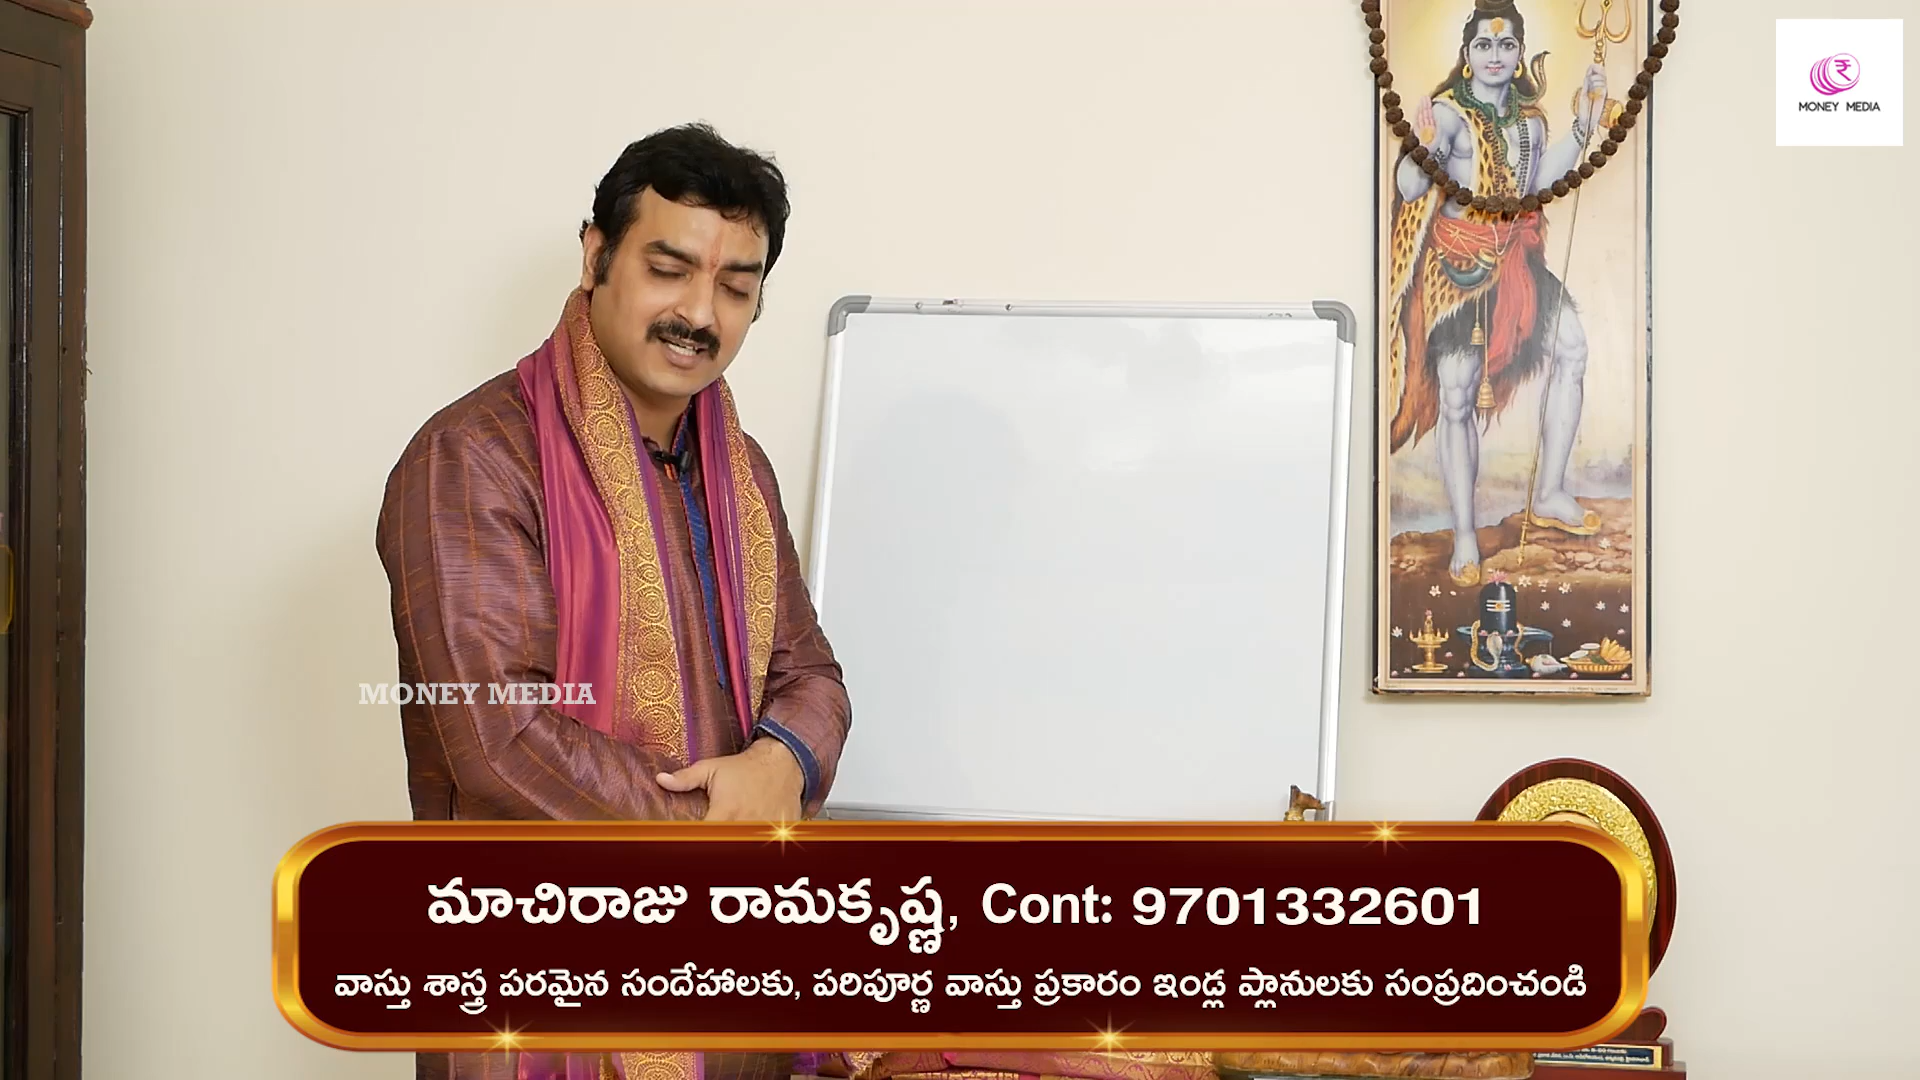 MONEY MEDIA
MONEY MEDIA
మాచిరాజు రామకృష్ణ, Cont: 9701332601
వాస్తు శాస్త్ర పరమైన సందేహాలకు, పరిపూర్ణ వాస్తు ప్రకారం ఇండ్ల ప్లానులకు సంప్రదించండి